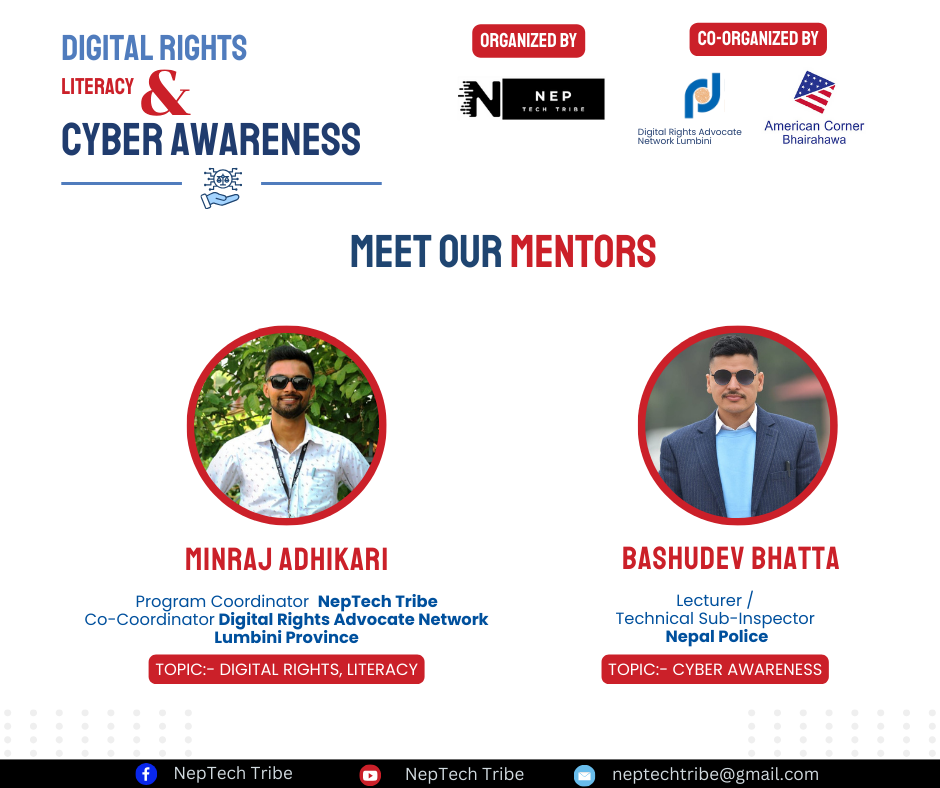 DIGITAL RIGHTS
LITERACY &
CYBER AWARENESS
ORGANIZED BY
N NEP
TECH TRIBE
CO-ORGANIZED BY
Digital Rights Advocate
Network Lumbini
American Corner
Bhairahawa
MEET OUR MENTORS
MINRAJ ADHIKARI
Program Coordinator NepTech Tribe
Co-Coordinator Digital Rights Advocate Network
Lumbini Province
TOPIC:- DIGITAL RIGHTS, LITERACY
BASHUDEV BHATTA
Lecturer /
Technical Sub-Inspector
Nepal Police
TOPIC:- CYBER AWARENESS
NepTech Tribe
NepTech Tribe
neptechtribe@gmail.com